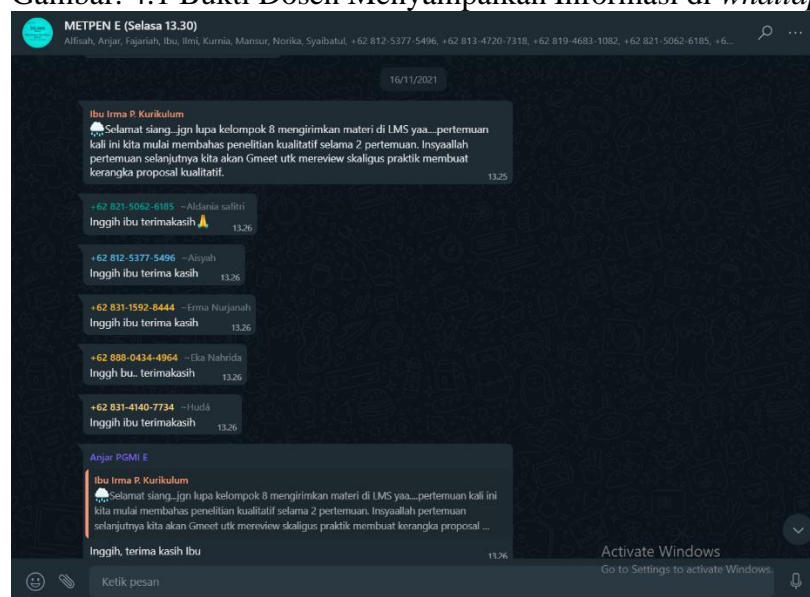 Gambar. 4.1 Bukti Dosen Menyampaikan Informasi di
METPEN E (Selasa 13.30)
Alfisah, Anjar, Fajariah, Ibu, Ilmi, Kurnia, Mansur, Norika, Syaibatul, +62 812-5377-5496, +62 813-4720-7318, +62 819-4683-1082, +62 821-5062-6185, +6...
16/11/2021
Ibu Irma P. Kurikulum
🌧️Selamat siang...jgn lupa kelompok 8 mengirimkan materi di LMS yaa....pertemuan
kali ini kita mulai membahas penelitian kualitatif selama 2 pertemuan. Insyaallah
pertemuan selanjutnya kita akan Gmeet utk mereview skaligus praktik membuat
kerangka proposal kualitatif.
13.25
+62 821-5062-6185 ~Aldania safitri
Inggih ibu terimakasih🙏
13.26
+62 812-5377-5496 ~Aisyah
Inggih ibu terima kasih
13.26
+62 831-1592-8444 ~Erma Nurjanah
Inggih ibu terima kasih
13.26
+62 888-0434-4964 ~Eka Nahrida
Inggh bu.. terimakasih
13.26
+62 831-4140-7734 ~Hudá
Inggih ibu terimakasih
13.26
Anjar PGMI E
Ibu Irma P. Kurikulum
🌧️Selamat siang...jgn lupa kelompok 8 mengirimkan materi di LMS yaa....pertemuan kali ini
kita mulai membahas penelitian kualitatif selama 2 pertemuan. Insyaallah pertemuan
selanjutnya kita akan Gmeet utk mereview skaligus praktik membuat kerangka proposal ...
Inggih, terima kasih Ibu
13.26
Activate Windows
Go to Settings to activate Windows.
Ketik pesan